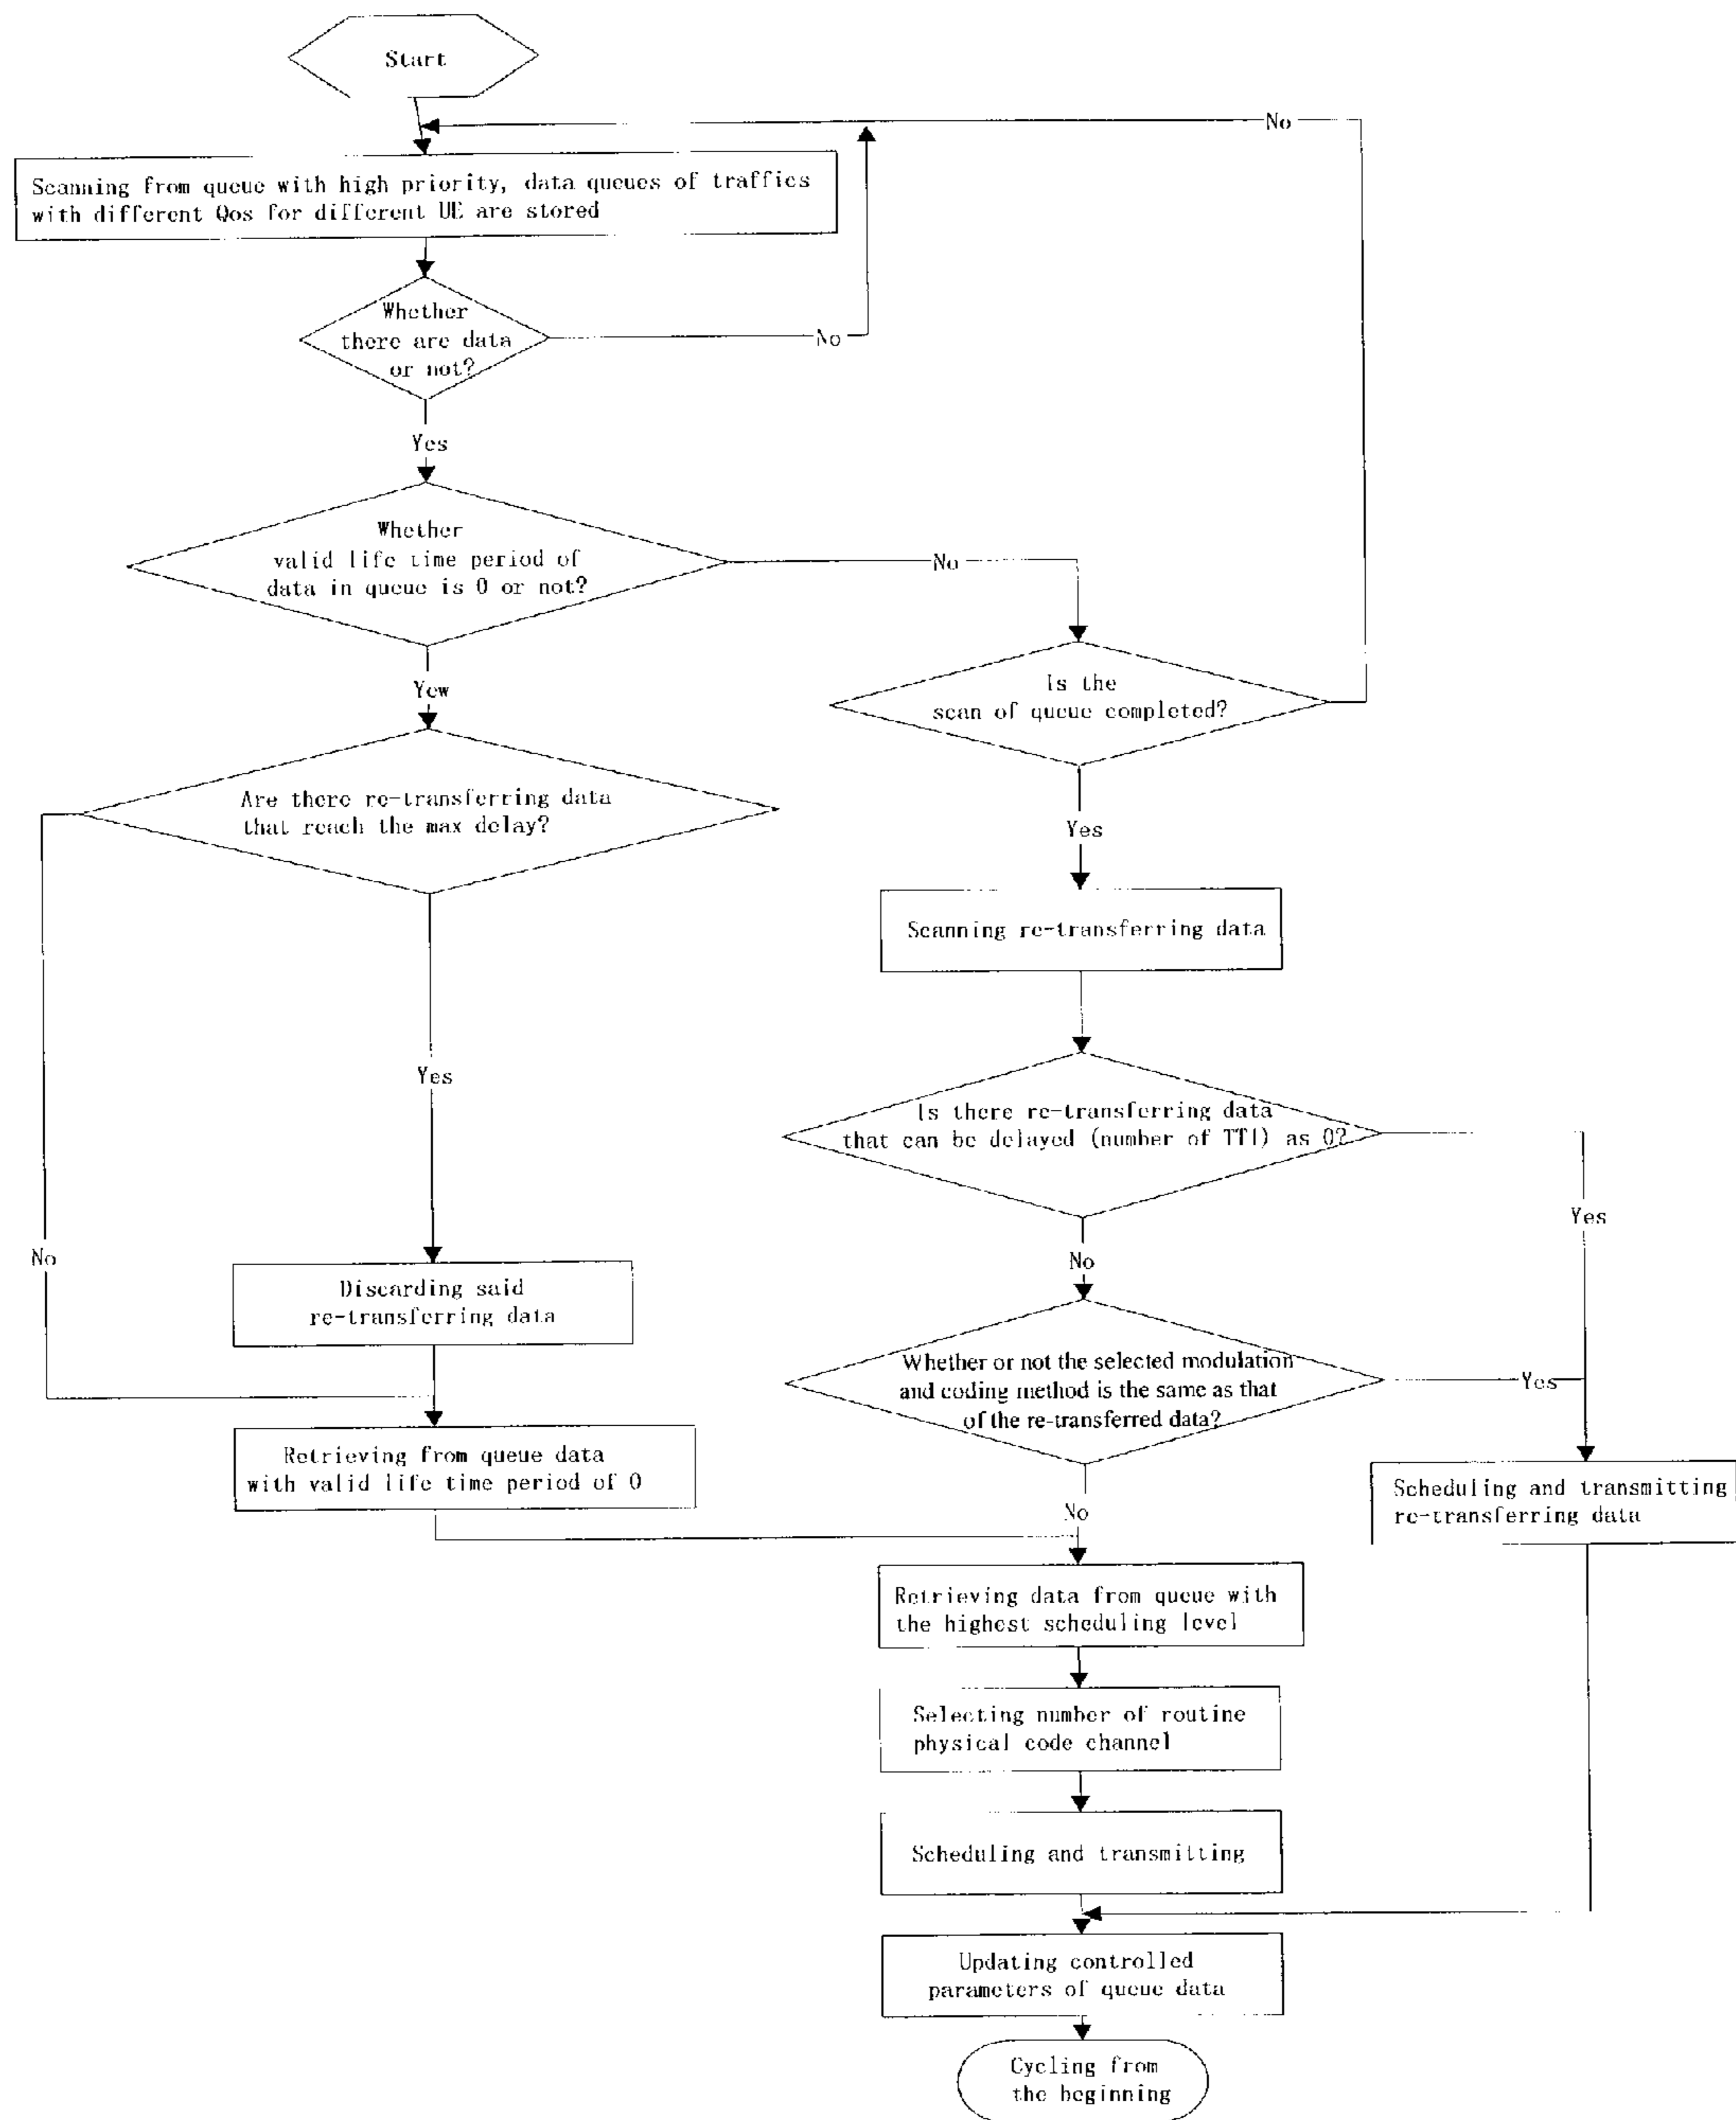 Start
No
Scanning from queue with high priority, data queues of traffics
with different Qos for different UE are stored
Whether
there are data
or not?
No
Yes
Whether
valid life time period of
data in queue is 0 or not?
No
Yew
Is the
scan of queue completed?
Are there re-transferring data
that reach the max delay?
Yes
Scanning re-transferring data
Yes
Is there re-transferring data
that can be delayed (number of TTI) as 0?
Yes
No
No
Discarding said
re-transferring data
Whether or not the selected modulation
and coding method is the same as that
of the re-transferred data?
Yes
Retrieving from queue data
with valid life time period of 0
Scheduling and transmitting
re-transferring data
No
Retrieving data from queue with
the highest scheduling level
Selecting number of routine
physical code channel
Scheduling and transmitting
Updating controlled
parameters of queue data
Cycling from
the beginning